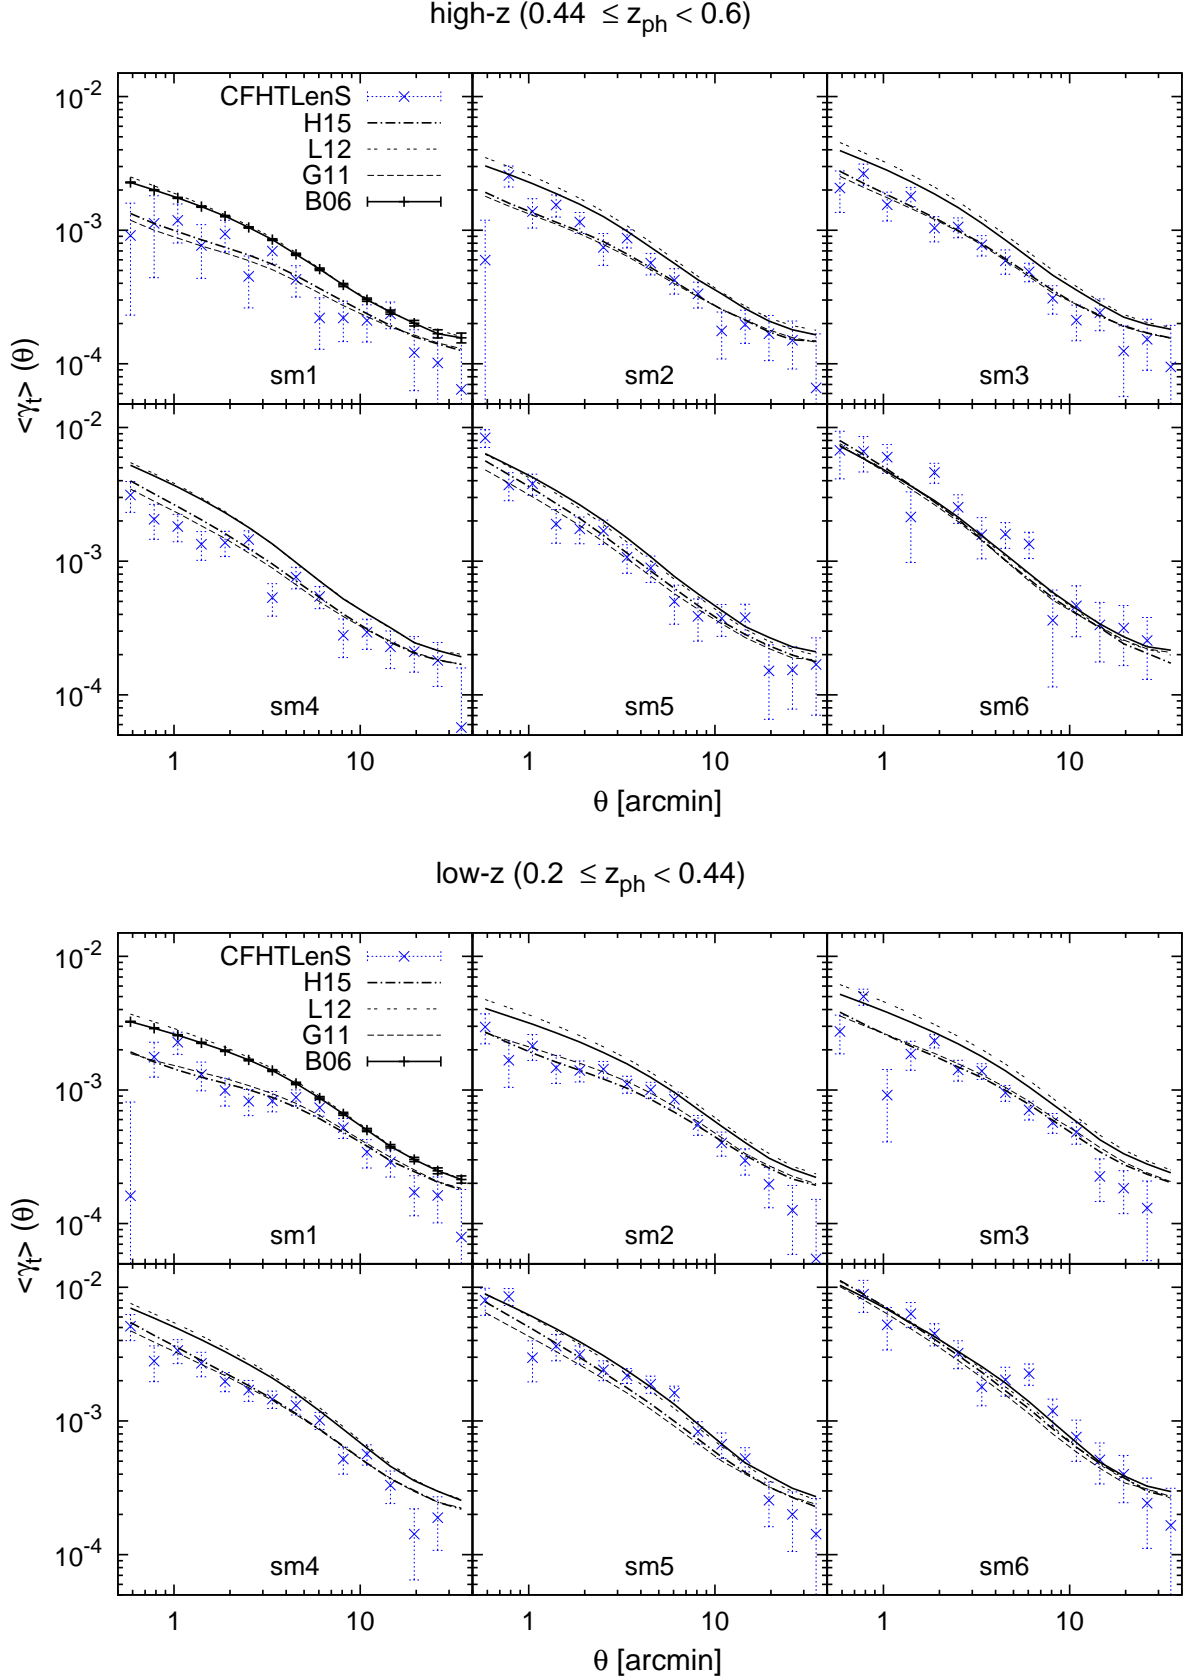 high-z (0.44 ≤ z_ph < 0.6)
CFHTLenS
H15
L12
G11
B06
10^-2
10^-3
10^-4
sm1
sm2
sm3
<γ_t> (θ)
10^-2
10^-3
10^-4
sm4
sm5
sm6
1
10
1
10
1
10
θ [arcmin]
low-z (0.2 ≤ z_ph < 0.44)
CFHTLenS
H15
L12
G11
B06
10^-2
10^-3
10^-4
sm1
sm2
sm3
<γ_t> (θ)
10^-2
10^-3
10^-4
sm4
sm5
sm6
1
10
1
10
1
10
θ [arcmin]